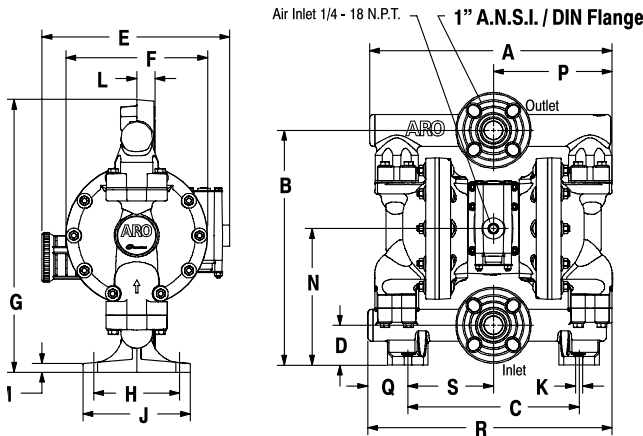 Air Inlet 1/4 - 18 N.P.T.
1” A.N.S.I. / DIN Flange
E
F
L
A
P
Outlet
ARO
B
ARO
G
N
D
I
H
J
Inlet
Q
S
K
C
R